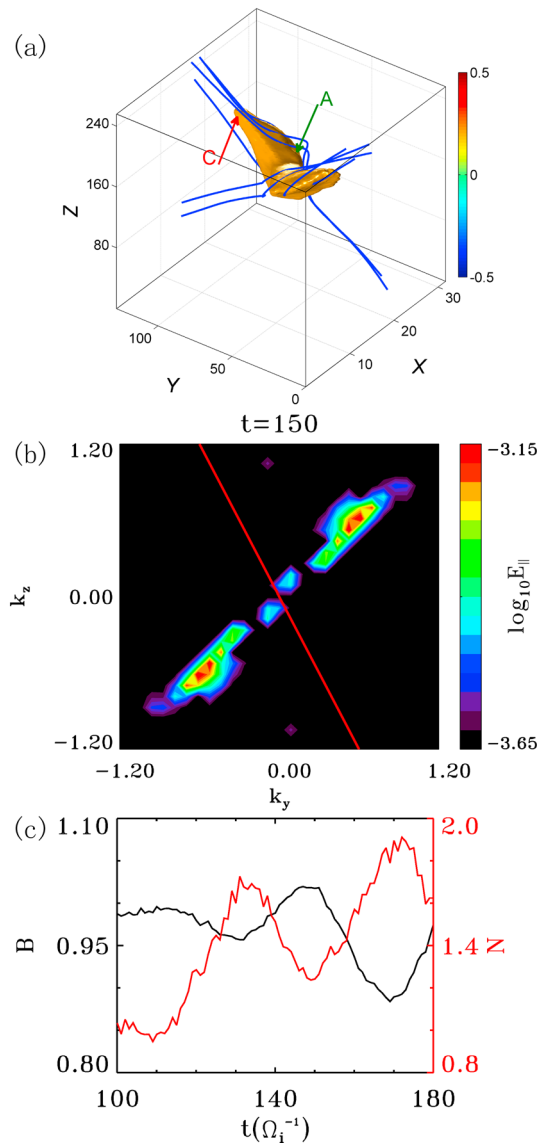 (a)
240
160
80
Z
A
C
100
50
0
Y
10
20
30
X
0.5
0
-0.5
t=150
(b)
1.20
0.00
−1.20
k_z
−1.20
0.00
1.20
k_y
−3.15
−3.65
log₁₀E_∥
(c)
1.10
0.95
0.80
B
2.0
1.4
0.8
N
100
140
180
t(Ω_i⁻¹)